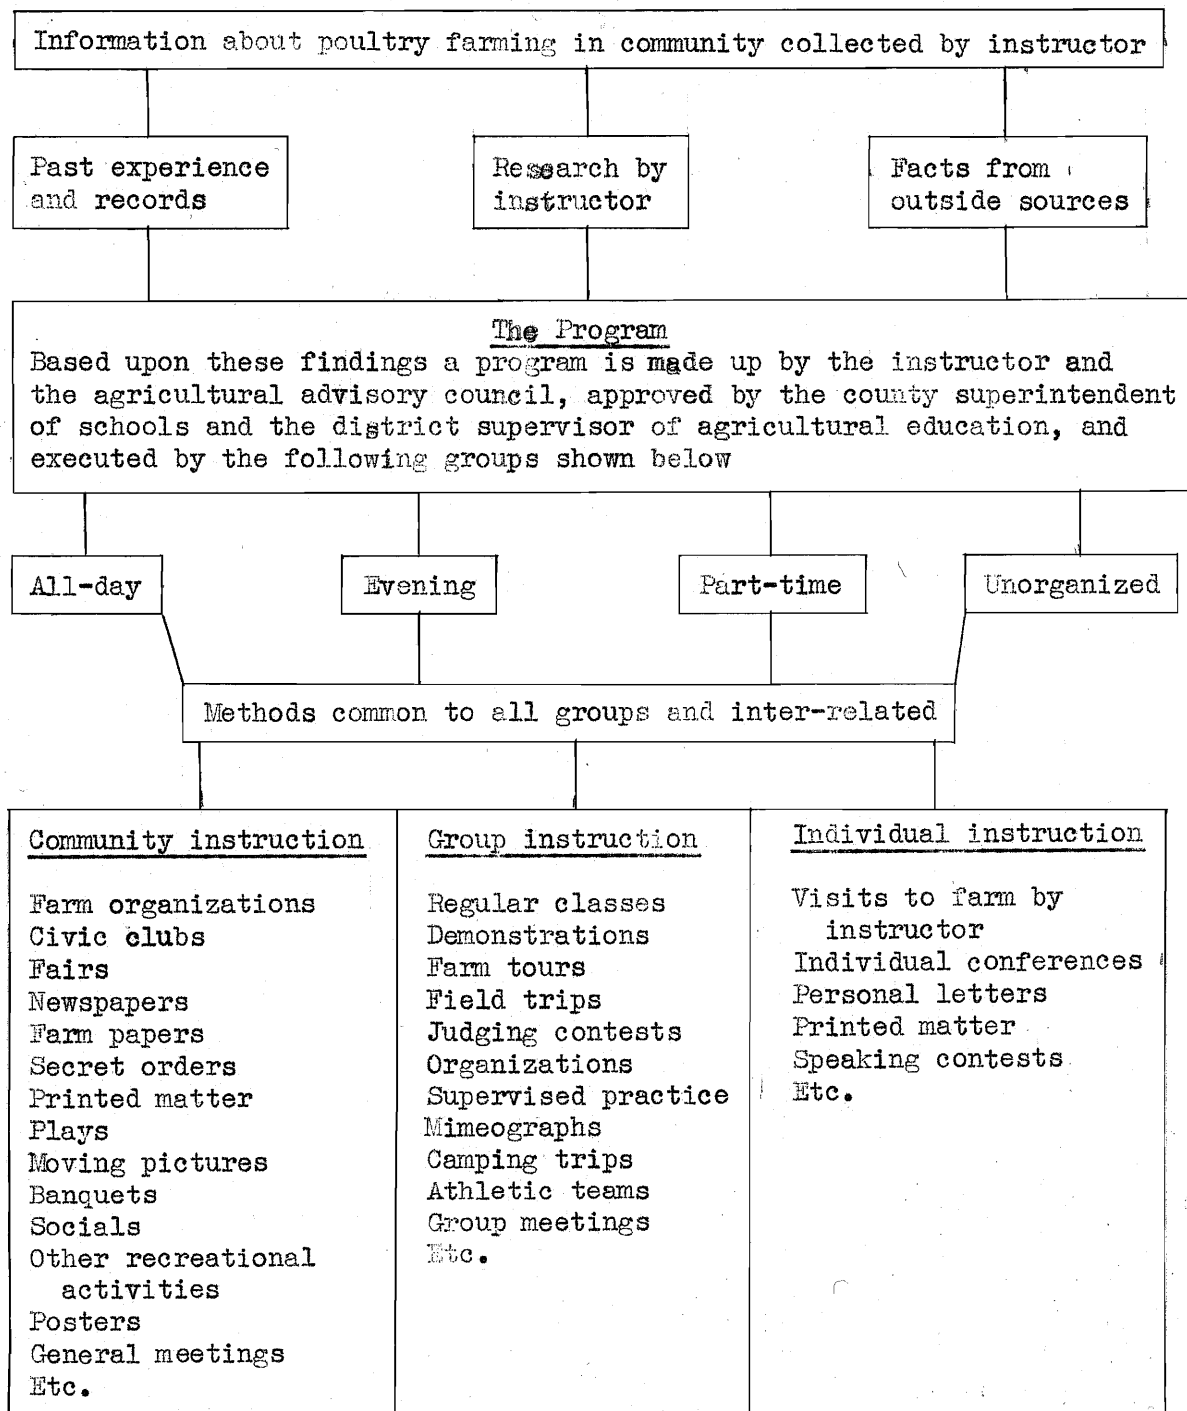 Information about poultry farming in community collected by instructor
Past experience
and records
Research by
instructor
Facts from
outside sources
The Program
Based upon these findings a program is made up by the instructor and
the agricultural advisory council, approved by the county superintendent
of schools and the district supervisor of agricultural education, and
executed by the following groups shown below
All-day
Evening
Part-time
Unorganized
Methods common to all groups and inter-related
Community instruction
Farm organizations
Civic clubs
Fairs
Newspapers
Farm papers
Secret orders
Printed matter
Plays
Moving pictures
Banquets
Socials
Other recreational
activities
Posters
General meetings
Etc.
Group instruction
Regular classes
Demonstrations
Farm tours
Field trips
Judging contests
Organizations
Supervised practice
Mimeographs
Camping trips
Athletic teams
Group meetings
Etc.
Individual instruction
Visits to farm by
instructor
Individual conferences
Personal letters
Printed matter
Speaking contests
Etc.